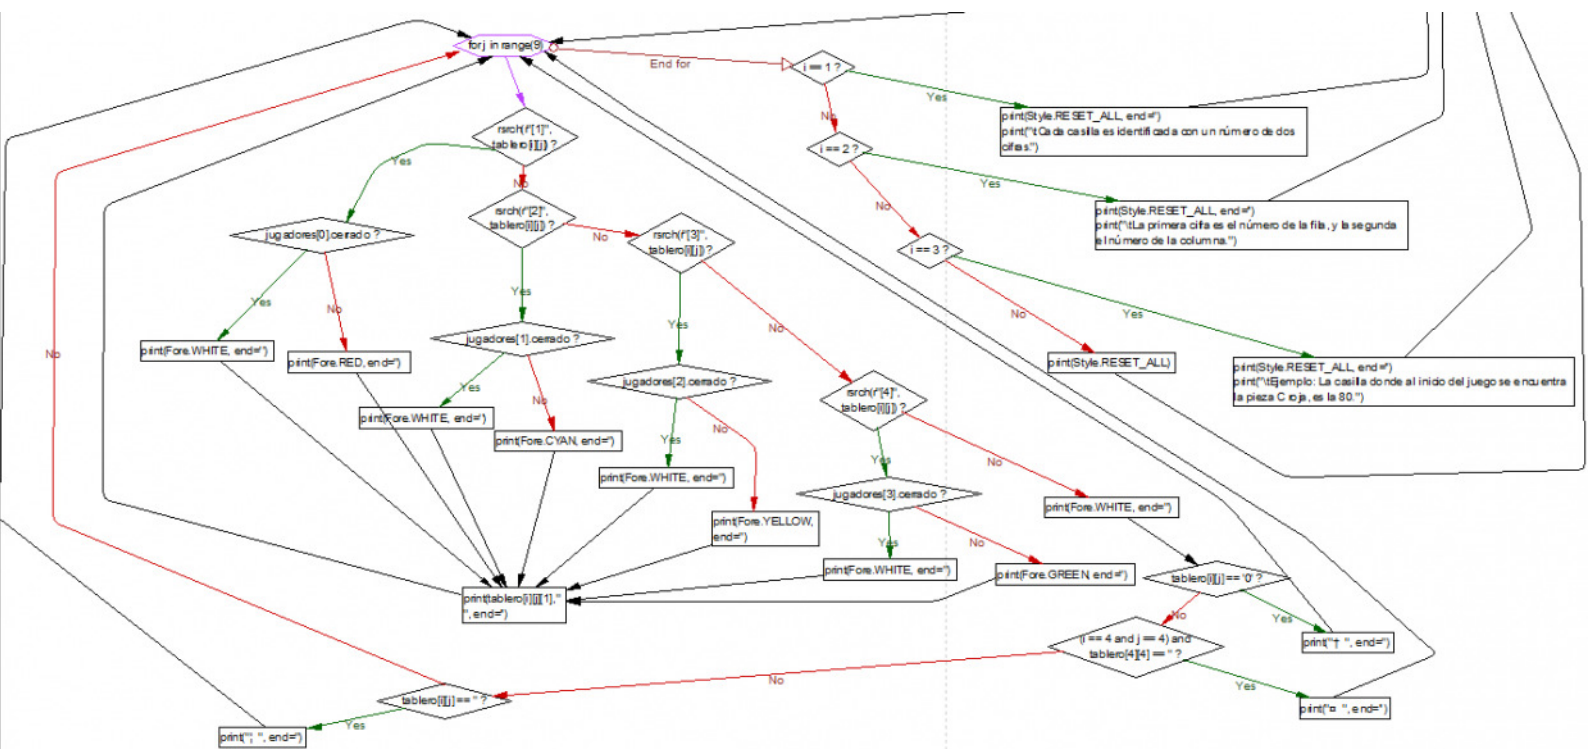 for j in range(9)
End for
i == 1 ?
Yes
No
print(Style.RESET_ALL, end='')
print("\tCada casilla es identificada con un número de dos
cifras.")
rsrch(r"[1]",
tablero[i][j]) ?
Yes
No
i == 2 ?
Yes
No
print(Style.RESET_ALL, end='')
print("\tLa primera cifra es el número de la fila, y la segunda
el número de la columna.")
jugadores[0].cerrado ?
rsrch(r"[2]",
tablero[i][j]) ?
No
rsrch(r"[3]",
tablero[i][j]) ?
i == 3 ?
Yes
No
Yes
No
Yes
Yes
No
No
Yes
print(Fore.WHITE, end='')
print(Fore.RED, end='')
jugadores[1].cerrado ?
print(Style.RESET_ALL)
print(Style.RESET_ALL, end='')
print("\tEjemplo: La casilla donde al inicio del juego se encuentra
la pieza C roja, es la 80.")
Yes
No
jugadores[2].cerrado ?
rsrch(r"[4]",
tablero[i][j]) ?
print(Fore.WHITE, end='')
print(Fore.CYAN, end='')
Yes
No
Yes
No
print(Fore.WHITE, end='')
jugadores[3].cerrado ?
print(Fore.WHITE, end='')
print(Fore.YELLOW,
end='')
Yes
No
print(Fore.WHITE, end='')
print(Fore.GREEN, end='')
tablero[i][j] == '0' ?
print(tablero[i][j][1],"
", end='')
No
Yes
(i == 4 and j == 4) and
tablero[4][4] == '' ?
print("† ", end='')
No
Yes
tablero[i][j] == '' ?
print("¤ ", end='')
Yes
print("¦ ", end='')